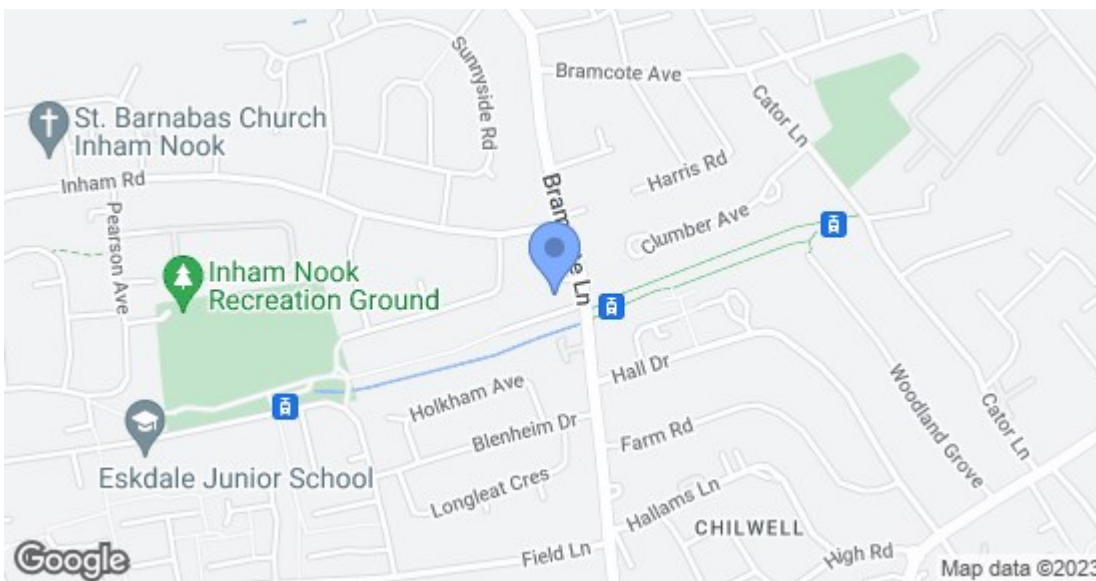 Sunnyside Rd
Bramcote Ave
Cator Ln
St. Barnabas Church
Inham Nook
Harris Rd
Inham Rd
Pearson Ave
Clumber Ave
Ln
Inham Nook
Recreation Ground
Hall Dr
Woodland Grove
Cator Ln
Holkham Ave
Blenheim Dr
Farm Rd
Eskdale Junior School
Longleat Cres
Hallams Ln
CHILWELL
Field Ln
High Rd
Google
Map data ©2023